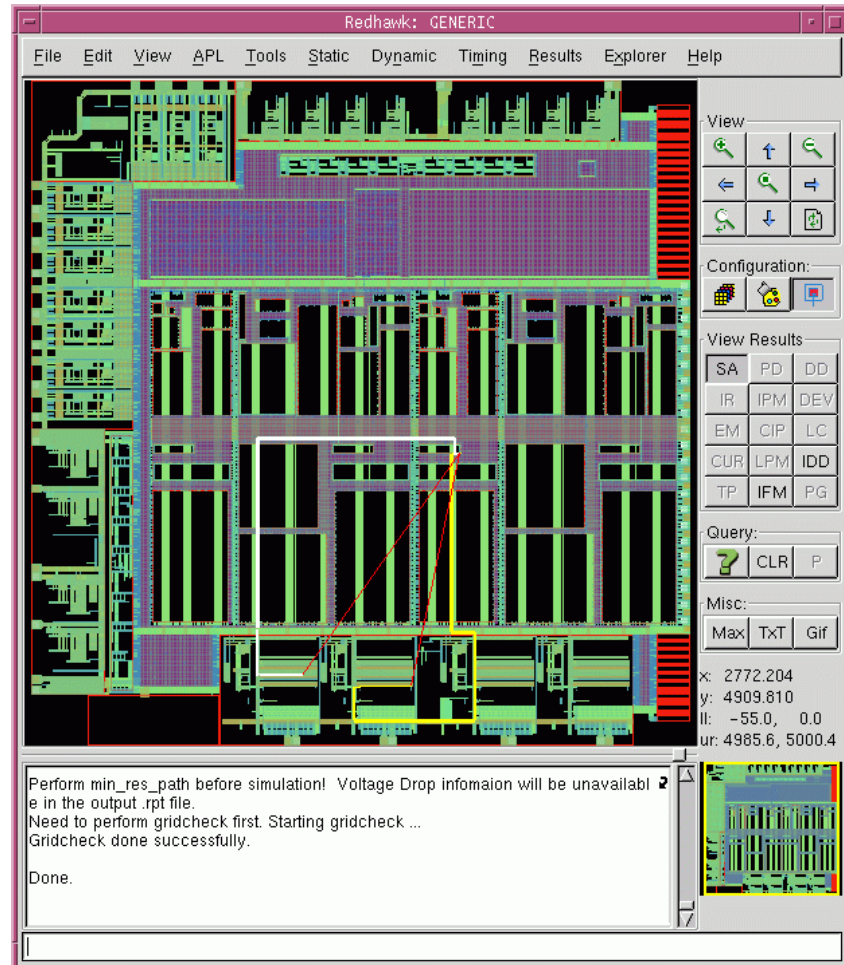 Redhawk: GENERIC
File Edit View APL Tools Static Dynamic Timing Results Explorer Help
View
Configuration:
View Results
SA PD DD
IR IPM DEV
EM CIP LC
CUR LPM IDD
TP IFM PG
Query:
? CLR P
Misc:
Max TxT Gif
x: 2772.204
y: 4909.810
ll: -55.0, 0.0
ur: 4985.6, 5000.4
Perform min_res_path before simulation! Voltage Drop infomaion will be unavailabl
e in the output .rpt file.
Need to perform gridcheck first. Starting gridcheck ...
Gridcheck done successfully.
Done.